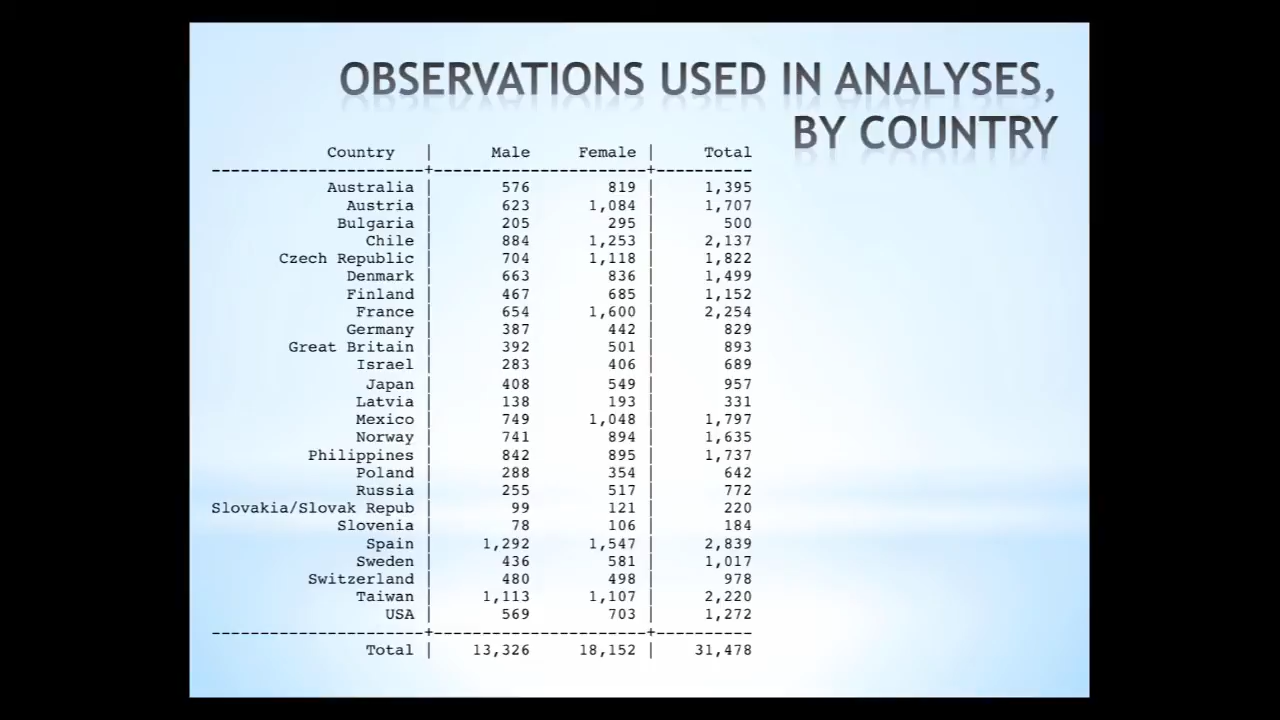 OBSERVATIONS USED IN ANALYSES,
BY COUNTRY
Country | Male Female | Total
----------------------+----------------------+----------
Australia | 576 819 | 1,395
Austria | 623 1,084 | 1,707
Bulgaria | 205 295 | 500
Chile | 884 1,253 | 2,137
Czech Republic | 704 1,118 | 1,822
Denmark | 663 836 | 1,499
Finland | 467 685 | 1,152
France | 654 1,600 | 2,254
Germany | 387 442 | 829
Great Britain | 392 501 | 893
Israel | 283 406 | 689
Japan | 408 549 | 957
Latvia | 138 193 | 331
Mexico | 749 1,048 | 1,797
Norway | 741 894 | 1,635
Philippines | 842 895 | 1,737
Poland | 288 354 | 642
Russia | 255 517 | 772
Slovakia/Slovak Repub | 99 121 | 220
Slovenia | 78 106 | 184
Spain | 1,292 1,547 | 2,839
Sweden | 436 581 | 1,017
Switzerland | 480 498 | 978
Taiwan | 1,113 1,107 | 2,220
USA | 569 703 | 1,272
----------------------+----------------------+----------
Total | 13,326 18,152 | 31,478